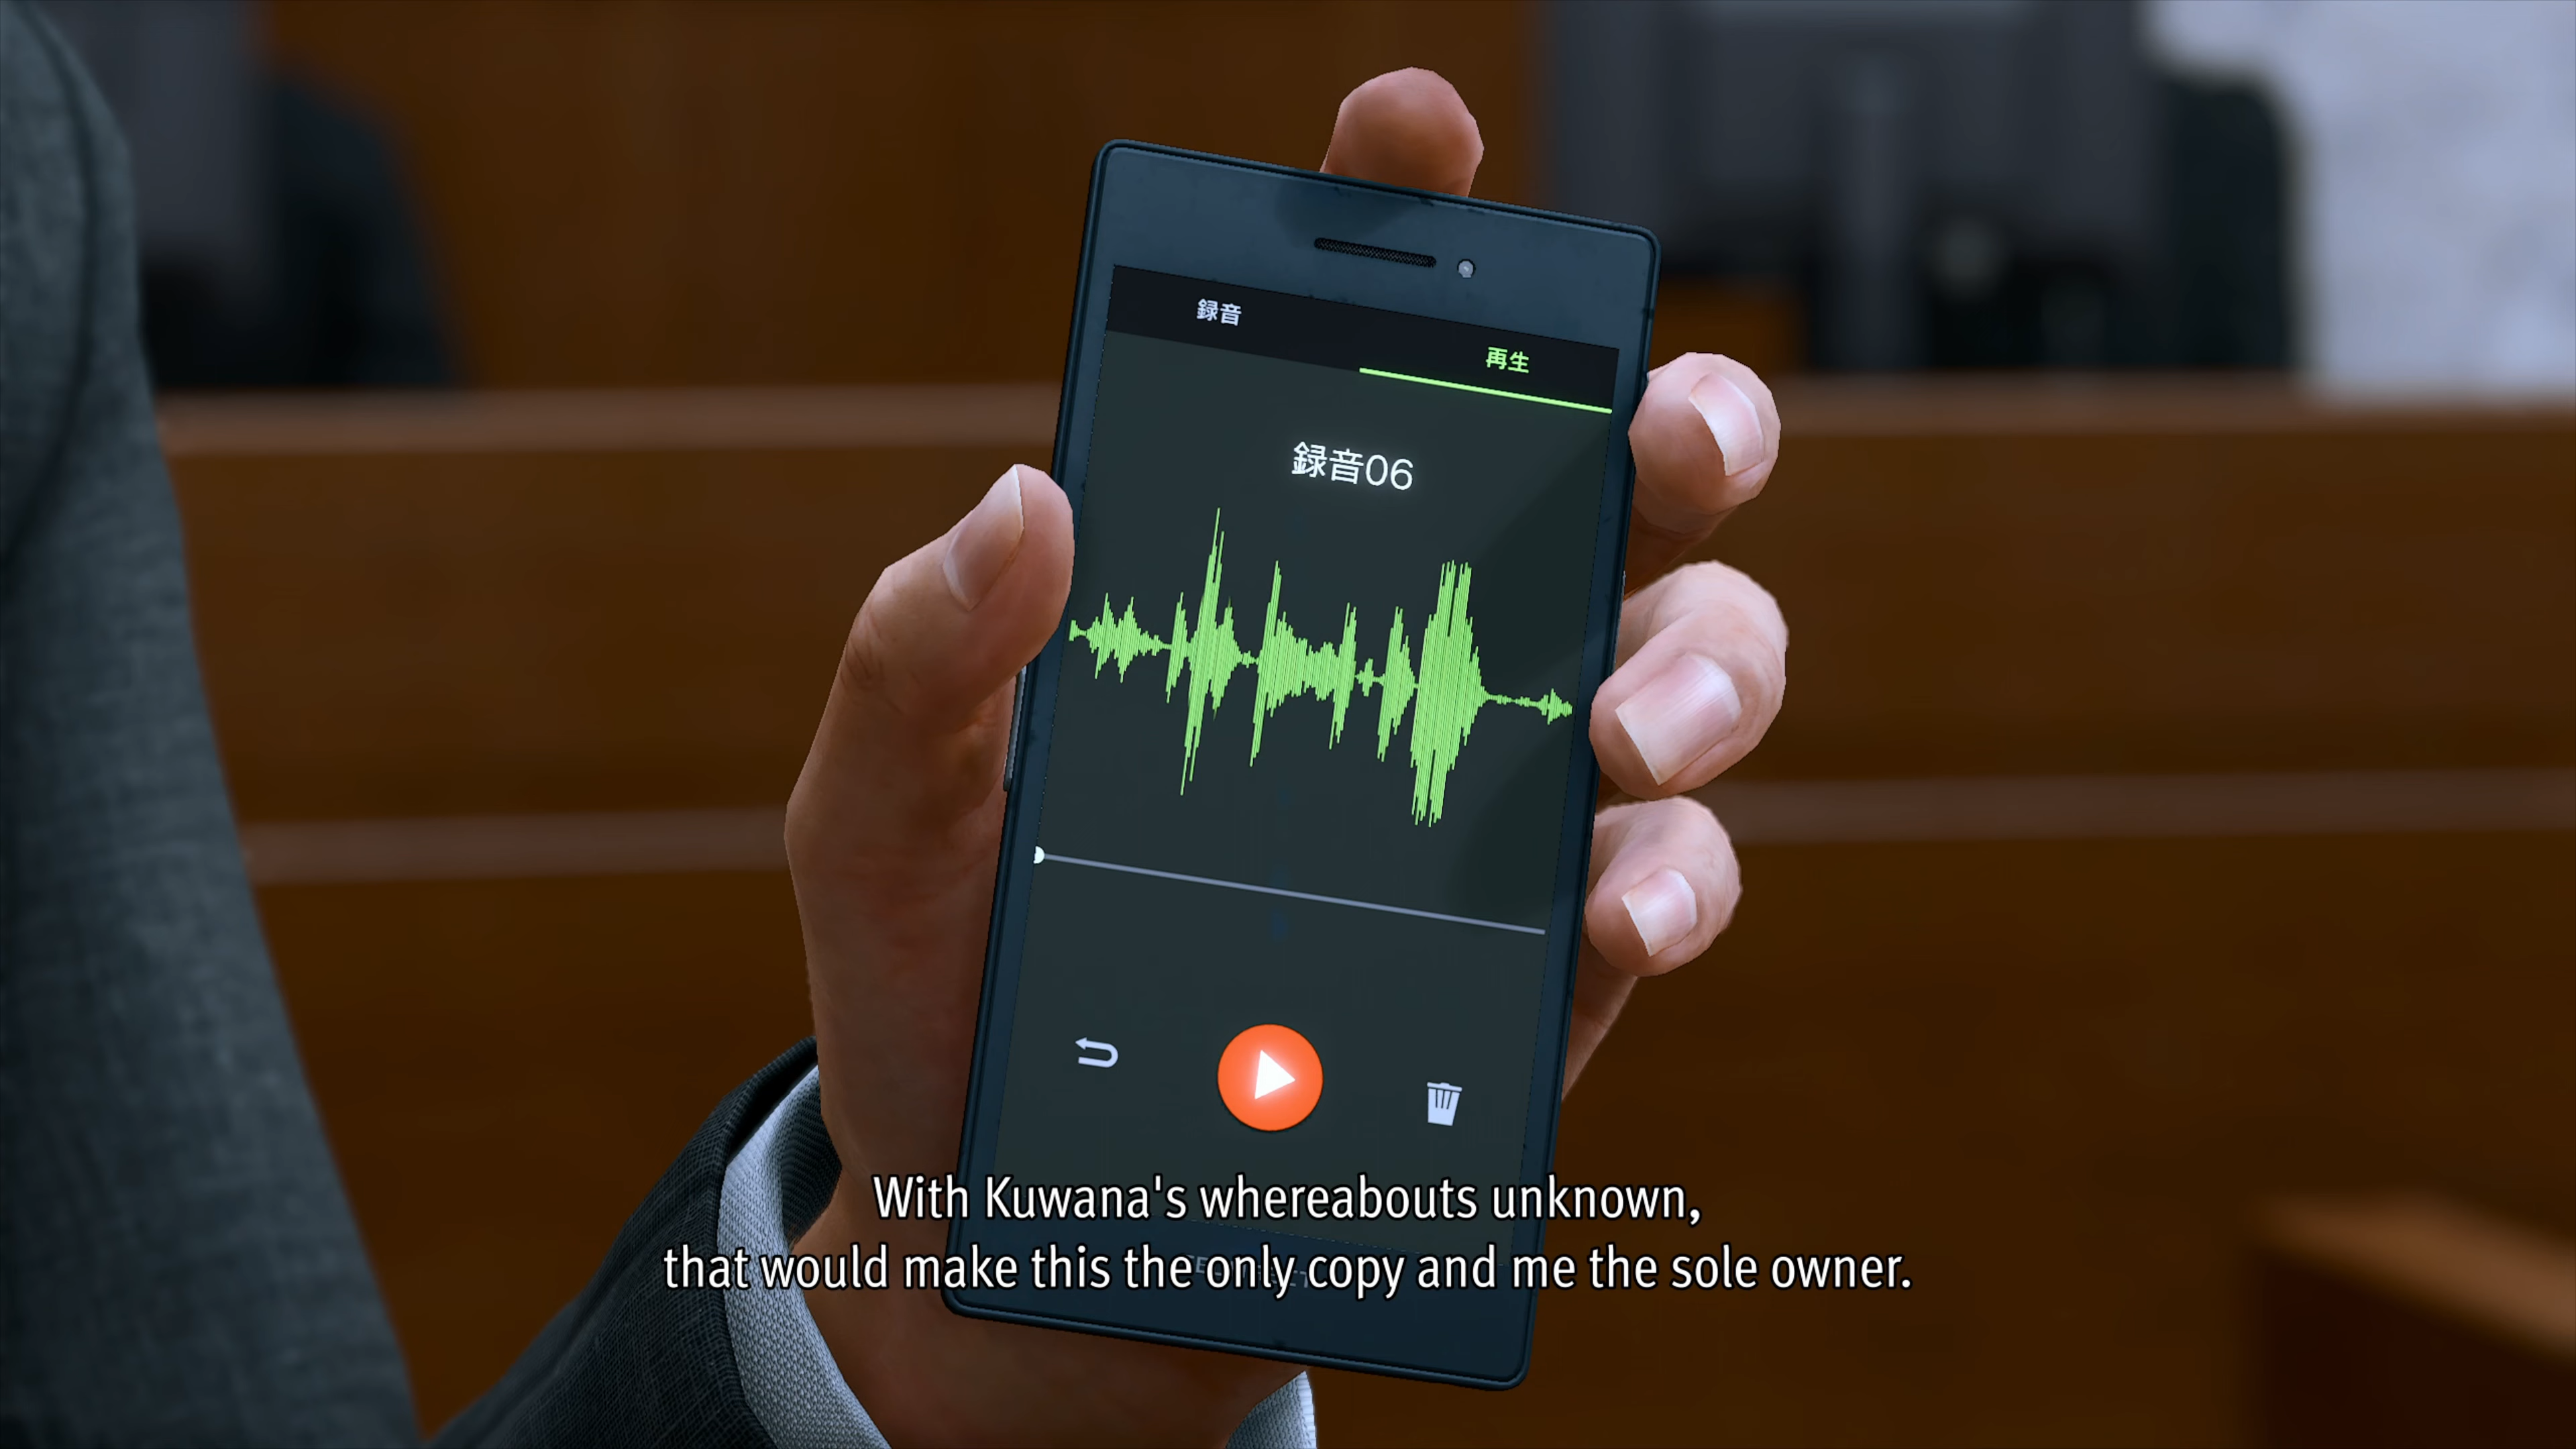 録音
再生
録音06
With Kuwana's whereabouts unknown,
that would make this the only copy and me the sole owner.